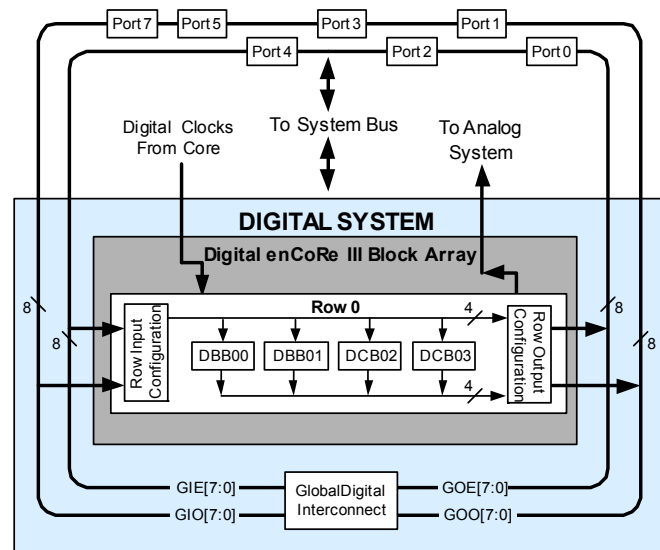 Port 7
Port 5
Port 3
Port 1
Port 4
Port 2
Port 0
Digital Clocks
From Core
To System Bus
To Analog
System
DIGITAL SYSTEM
Digital enCoRe III Block Array
Row 0
8
8
8
8
Row Input
Configuration
4
DBB00
DBB01
DCB02
DCB03
4
Row Output
Configuration
GIE[7:0]
GIO[7:0]
GlobalDigital
Interconnect
GOE[7:0]
GOO[7:0]